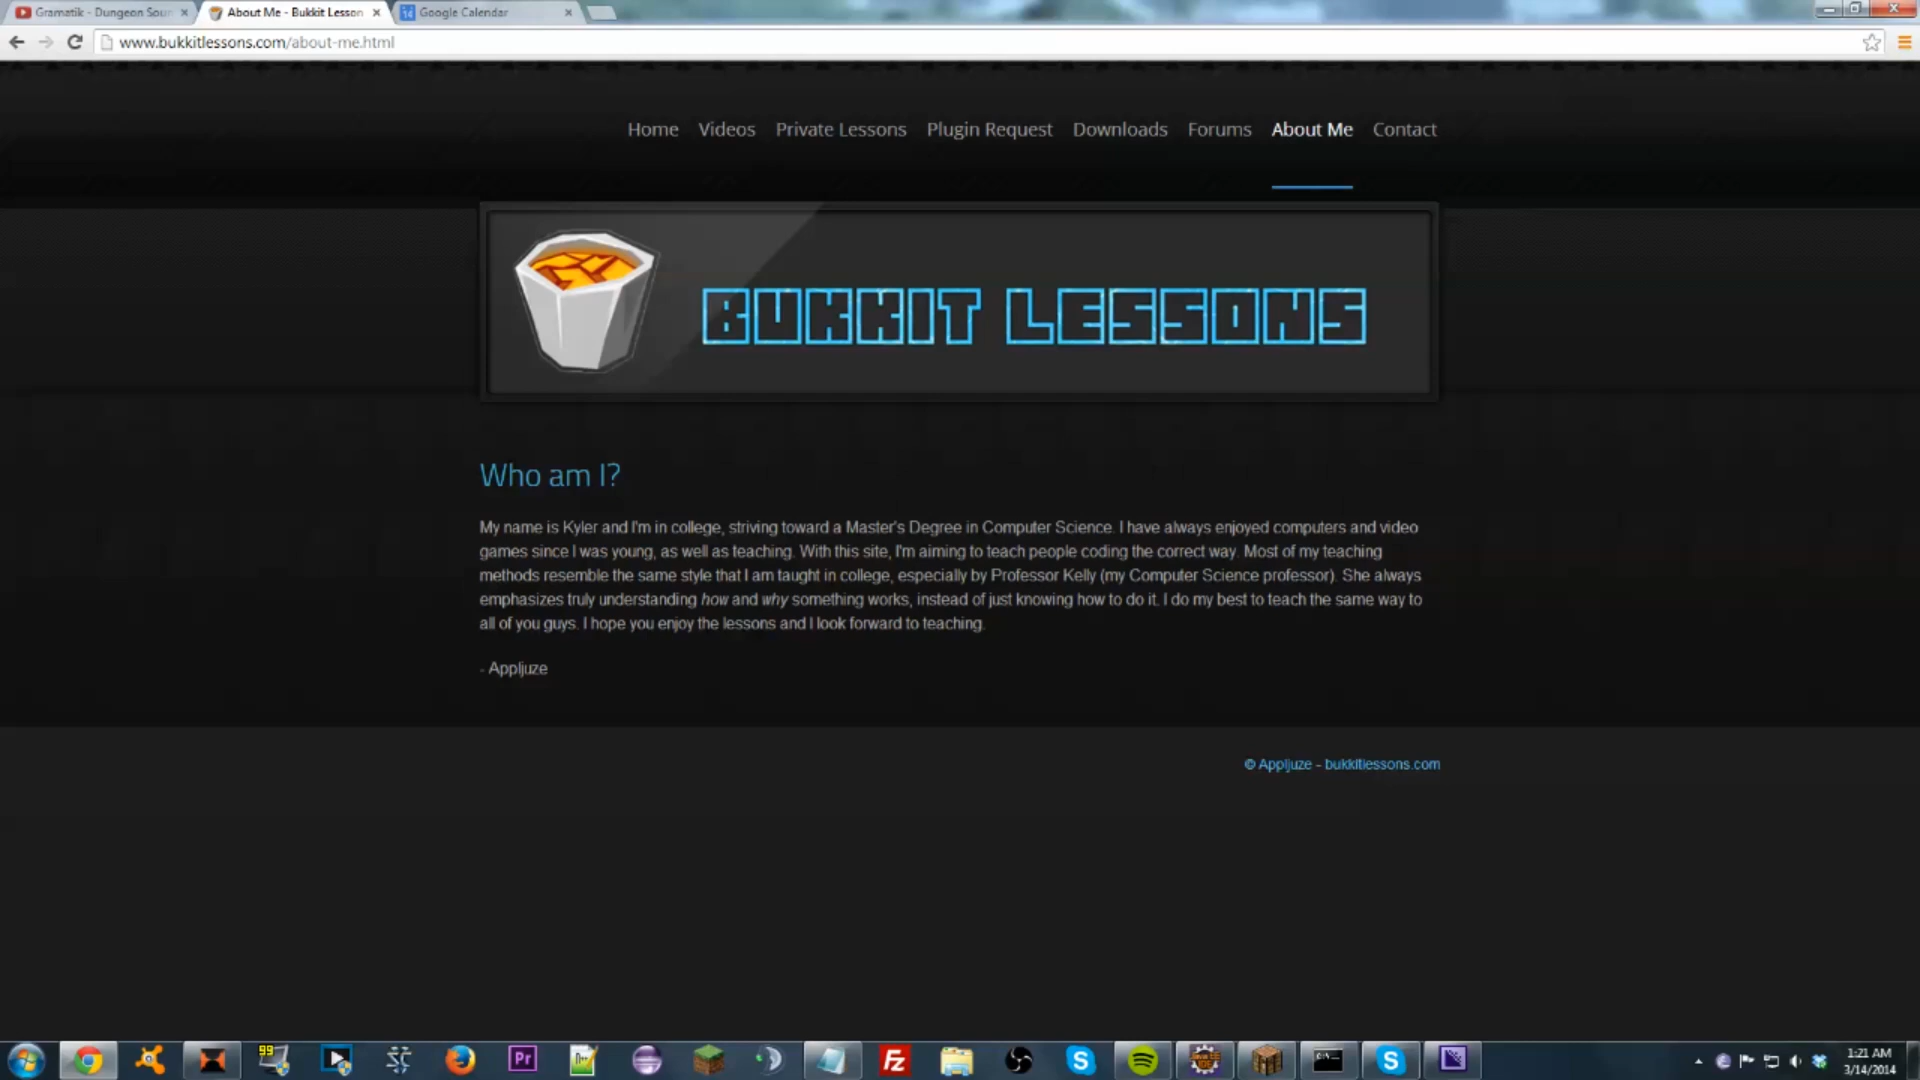 Gramatik - Dungeon Soun
About Me - Bukkit Lesson
14 Google Calendar
www.bukkitlessons.com/about-me.html
Home Videos Private Lessons Plugin Request Downloads Forums About Me Contact
BUKKIT LESSONS
Who am I?
My name is Kyler and I'm in college, striving toward a Master's Degree in Computer Science. I have always enjoyed computers and video
games since I was young, as well as teaching. With this site, I'm aiming to teach people coding the correct way. Most of my teaching
methods resemble the same style that I am taught in college, especially by Professor Kelly (my Computer Science professor). She always
emphasizes truly understanding how and why something works, instead of just knowing how to do it. I do my best to teach the same way to
all of you guys. I hope you enjoy the lessons and I look forward to teaching.
- Appljuze
© Appljuze - bukkitlessons.com
99
Pr
Fz
1:21 AM
3/14/2014